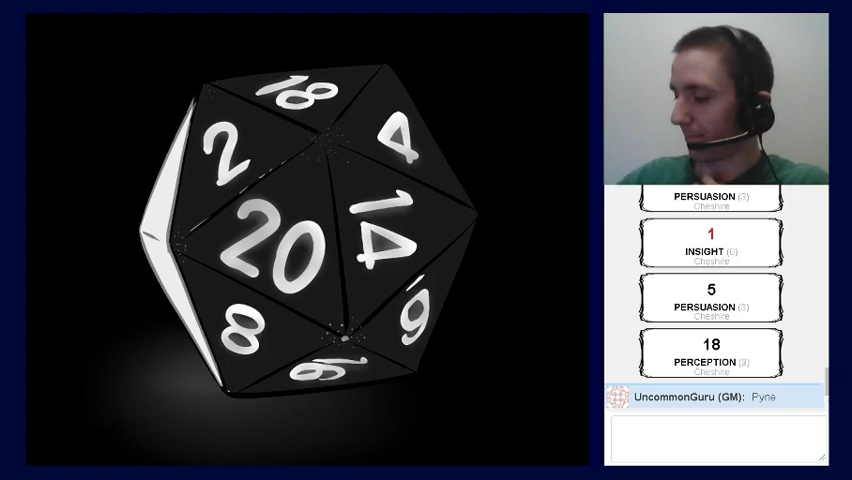 18
4
2
20
14
8
9
16
PERSUASION (3)
Cheshire
1
INSIGHT (0)
Cheshire
5
PERSUASION (3)
Cheshire
18
PERCEPTION (3)
Cheshire
UncommonGuru (GM): Pyne